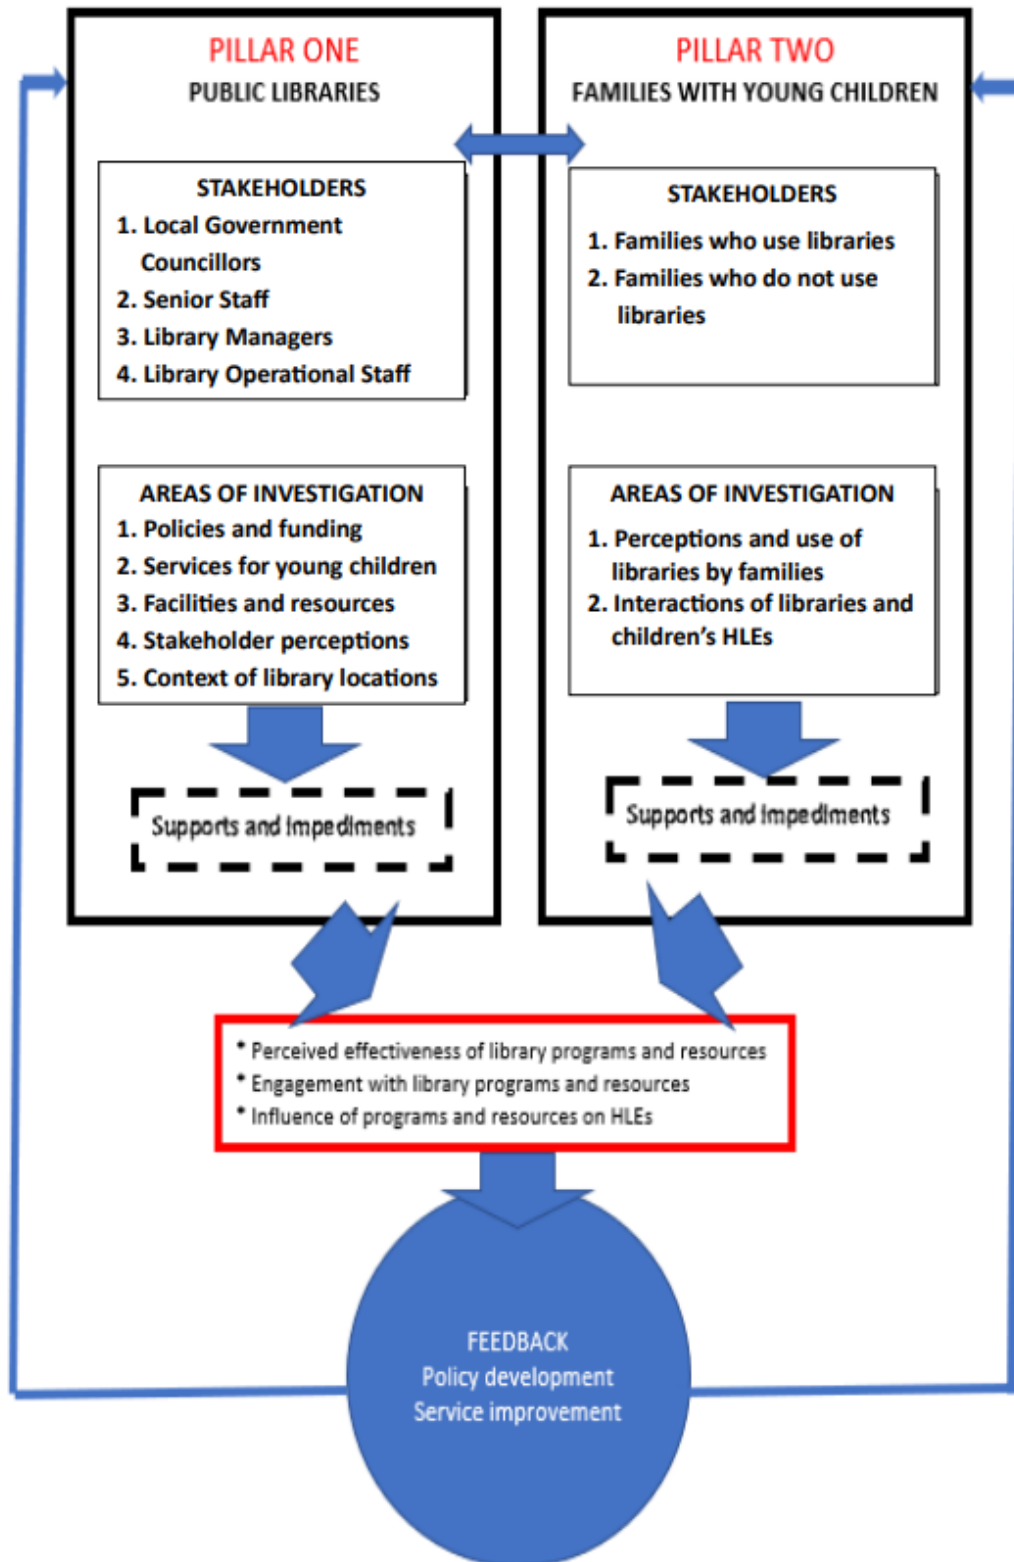 PILLAR ONE
PUBLIC LIBRARIES
STAKEHOLDERS
1. Local Government
Councillors
2. Senior Staff
3. Library Managers
4. Library Operational Staff
AREAS OF INVESTIGATION
1. Policies and funding
2. Services for young children
3. Facilities and resources
4. Stakeholder perceptions
5. Context of library locations
Supports and Impediments
PILLAR TWO
FAMILIES WITH YOUNG CHILDREN
STAKEHOLDERS
1. Families who use libraries
2. Families who do not use
libraries
AREAS OF INVESTIGATION
1. Perceptions and use of
libraries by families
2. Interactions of libraries and
children's HLEs
Supports and Impediments
* Perceived effectiveness of library programs and resources
* Engagement with library programs and resources
* Influence of programs and resources on HLEs
FEEDBACK
Policy development
Service improvement